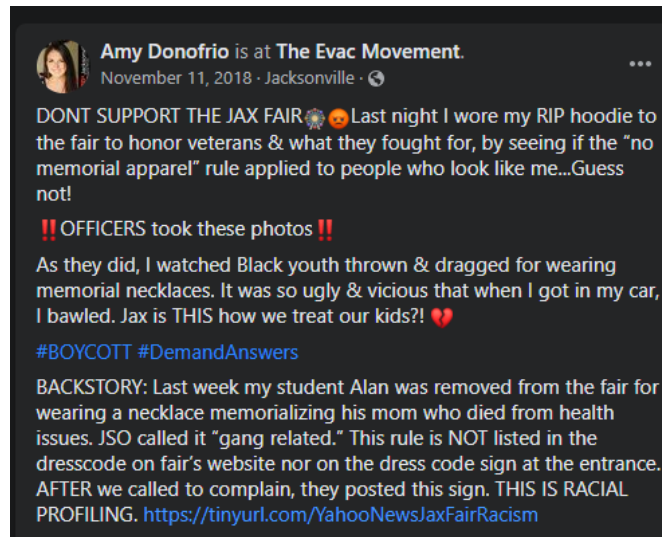 Amy Donofrio is at The Evac Movement.
November 11, 2018 · Jacksonville ·
DONT SUPPORT THE JAX FAIR🎡😡Last night I wore my RIP hoodie to
the fair to honor veterans & what they fought for, by seeing if the “no
memorial apparel” rule applied to people who look like me...Guess
not!
‼️OFFICERS took these photos‼️
As they did, I watched Black youth thrown & dragged for wearing
memorial necklaces. It was so ugly & vicious that when I got in my car,
I bawled. Jax is THIS how we treat our kids?! 💔
#BOYCOTT #DemandAnswers
BACKSTORY: Last week my student Alan was removed from the fair for
wearing a necklace memorializing his mom who died from health
issues. JSO called it “gang related.” This rule is NOT listed in the
dresscode on fair’s website nor on the dress code sign at the entrance.
AFTER we called to complain, they posted this sign. THIS IS RACIAL
PROFILING. https://tinyurl.com/YahooNewsJaxFairRacism